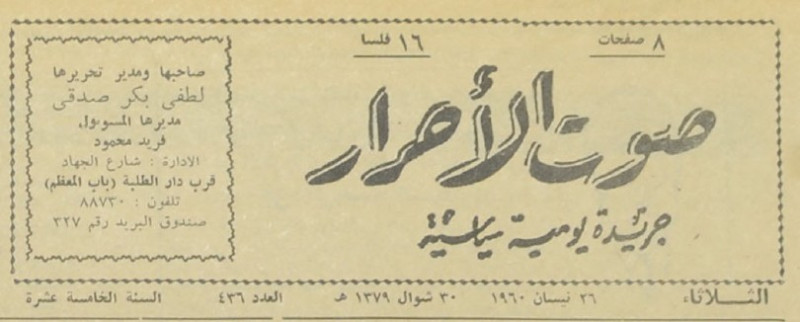 ٨ صفحات
١٦ فلسا
صوت الأحرار
جريدة يومية سياسية
صاحبها ومدير تحريرها
لطفي بكر صدقي
مديرها المسؤول
فريد محمود
الادارة : شارع الجهاد
قرب دار الطلبة (باب المعظم)
تلفون : ٨٨٧٣٠
صندوق البريد رقم ٣٢٧
الثلاثاء ٢٦ نيسان ١٩٦٠ ٣٠ شوال ١٣٧٩ هـ العدد ٤٣٦ السنة الخامسة عشرة